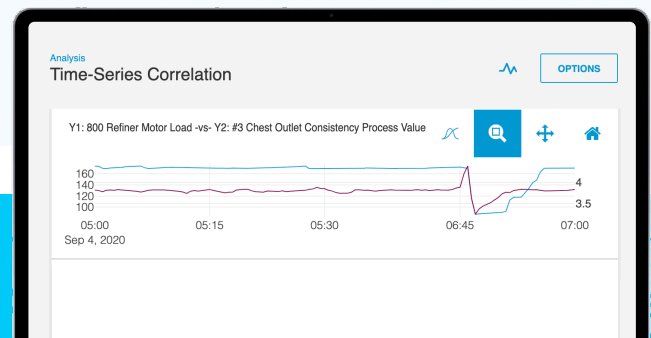 Analysis
Time-Series Correlation
OPTIONS
Y1: 800 Refiner Motor Load -vs- Y2: #3 Chest Outlet Consistency Process Value
160
140
120
100
4
3.5
05:00 05:15 05:30 06:45 07:00
Sep 4, 2020